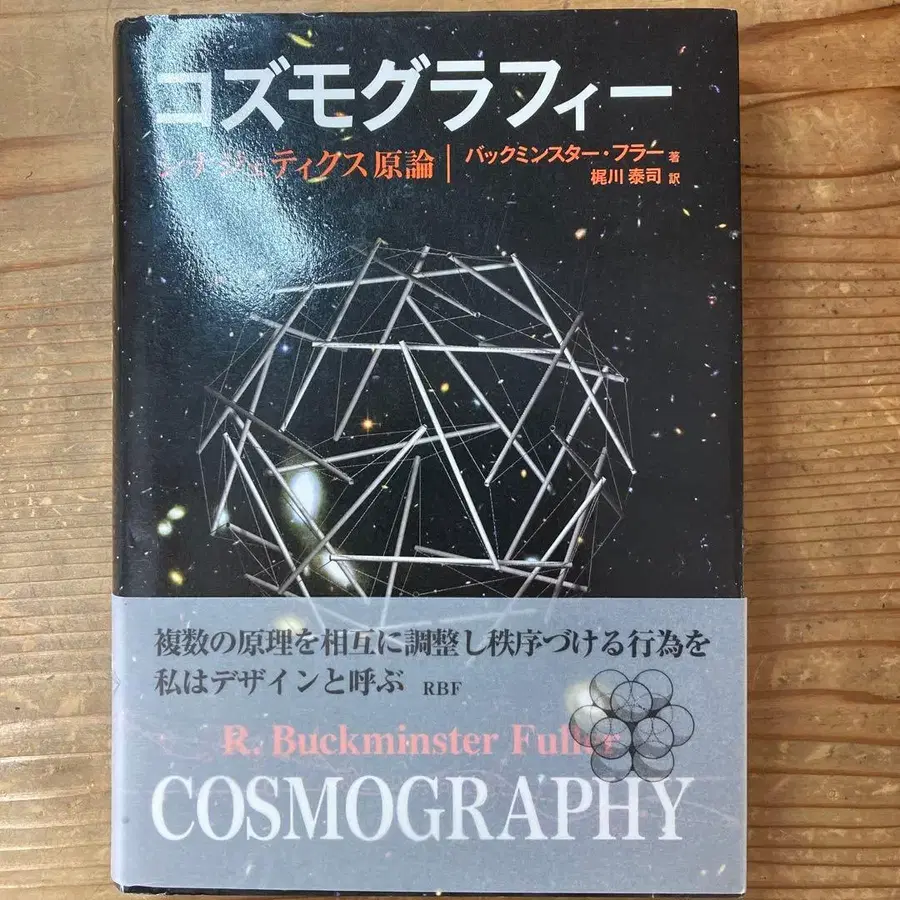 コズモグラフィー
シナジェティクス原論
バックミンスター・フラー 著
梶川 泰司 訳
複数の原理を相互に調整し秩序づける行為を
私はデザインと呼ぶ RBF
R. Buckminster Fuller
COSMOGRAPHY